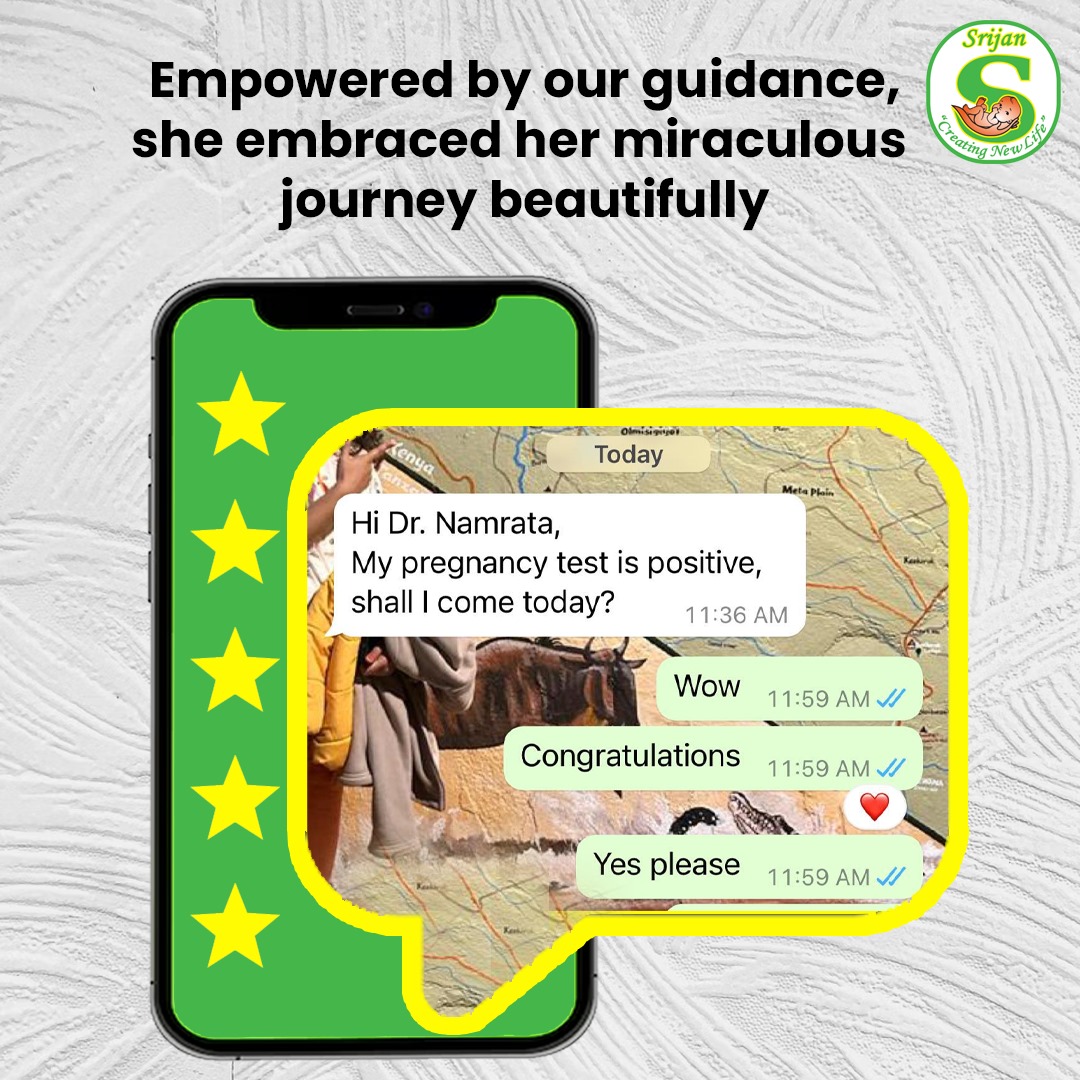 Empowered by our guidance,
she embraced her miraculous
journey beautifully
Srijan
S
"Creating New Life"
Kenya
Today
Meta Plain
Hi Dr. Namrata,
My pregnancy test is positive,
shall I come today?
11:36 AM
Wow 11:59 AM
Congratulations 11:59 AM
Yes please 11:59 AM